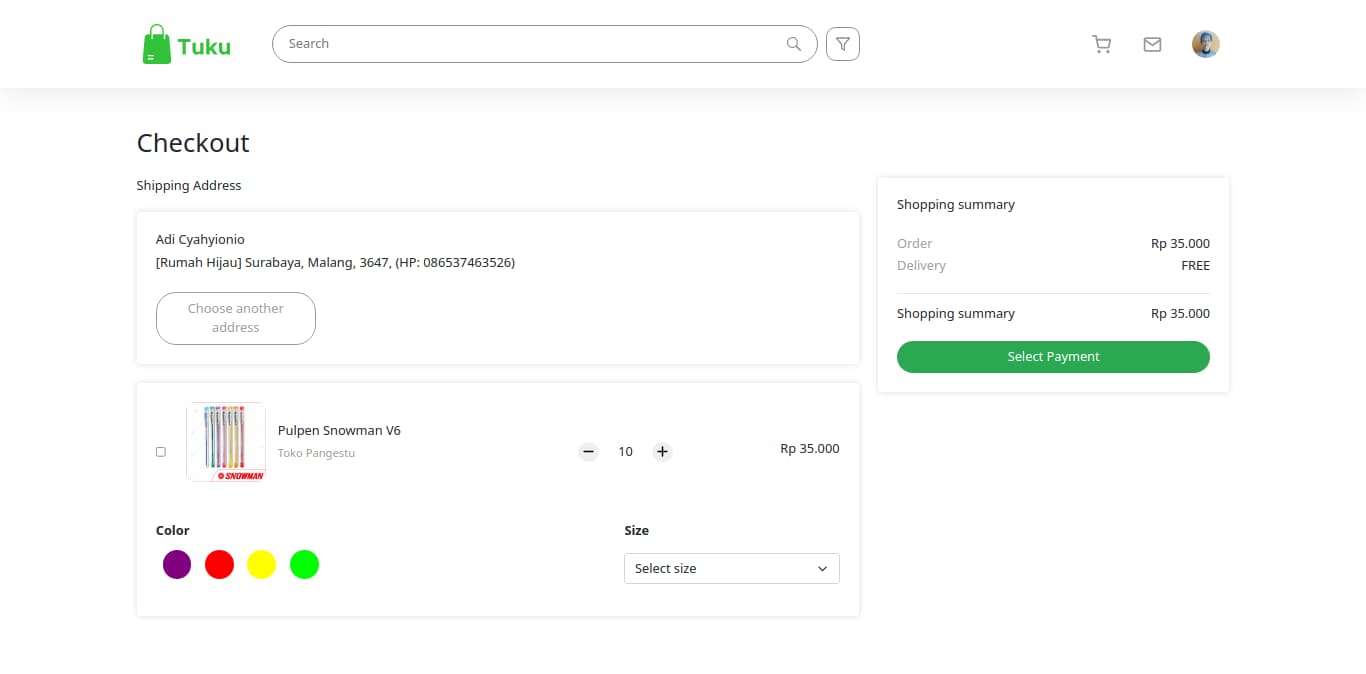 Tuku
Search
Checkout
Shipping Address
Adi Cyahyionio
[Rumah Hijau] Surabaya, Malang, 3647, (HP: 086537463526)
Choose another
address
Pulpen Snowman V6
Toko Pangestu
SNOWMAN
10
Rp 35.000
Color
Size
Select size
Shopping summary
Order Rp 35.000
Delivery FREE
Shopping summary Rp 35.000
Select Payment